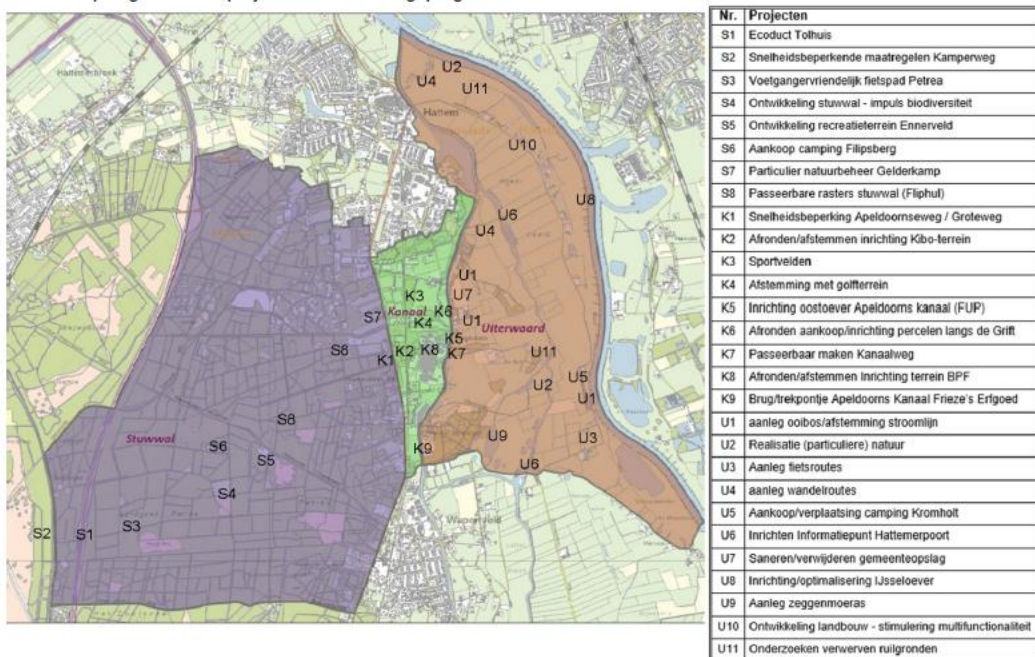 Hattemerbroek
Hattem
U2
U4
U11
U10
U8
U6
U4
U1
U7
K3
Kanaal
K6
K4
U1
Uiterwaard
S7
K5
S8
K1
K2
K8
K7
U11
U5
U2
U1
S8
Stuwwal
S6
S5
K9
U9
U3
U6
S4
S2
S1
S3
Wapenveld
Nr. Projecten
S1 Ecoduct Tolhuis
S2 Snelheidsbeperkende maatregelen Kamperweg
S3 Voetgangervriendelijk fietspad Petrea
S4 Ontwikkeling stuwwal - impuls biodiversiteit
S5 Ontwikkeling recreatieterrein Ennerveld
S6 Aankoop camping Filipsberg
S7 Particulier natuurbeheer Gelderkamp
S8 Passeerbare rasters stuwwal (Fliphul)
K1 Snelheidsbeperking Apeldoornseweg / Groteweg
K2 Afronden/afstemmen inrichting Kibo-terrein
K3 Sportvelden
K4 Afstemming met golfterrein
K5 Inrichting oostoever Apeldoorns kanaal (FUP)
K6 Afronden aankoop/inrichting percelen langs de Grift
K7 Passeerbaar maken Kanaalweg
K8 Afronden/afstemmen Inrichting terrein BPF
K9 Brug/trekpontje Apeldoorns Kanaal Frieze's Erfgoed
U1 aanleg ooibos/afstemming stroomlijn
U2 Realisatie (particuliere) natuur
U3 Aanleg fietsroutes
U4 aanleg wandelroutes
U5 Aankoop/verplaatsing camping Kromholt
U6 Inrichten Informatiepunt Hattemerpoort
U7 Saneren/verwijderen gemeenteopslag
U8 Inrichting/optimalisering IJsseloever
U9 Aanleg zeggenmoeras
U10 Ontwikkeling landbouw - stimulering multifunctionaliteit
U11 Onderzoeken verwerven ruilgronden